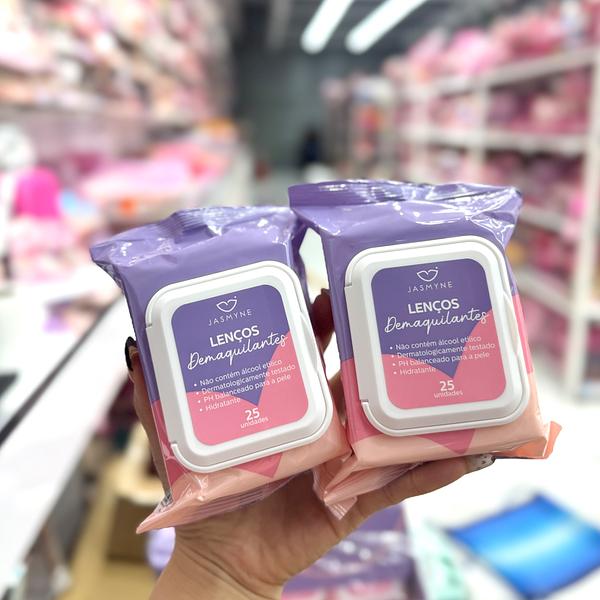 JASMYNE
LENÇOS
Demaquilantes
• Não contém álcool etílico
• Dermatologicamente testado
• PH balanceado para a pele
• Hidratante
25
unidades
JASMYNE
LENÇOS
Demaquilantes
• Não contém álcool etílico
• Dermatologicamente testado
• PH balanceado para a pele
• Hidratante
25
unidades